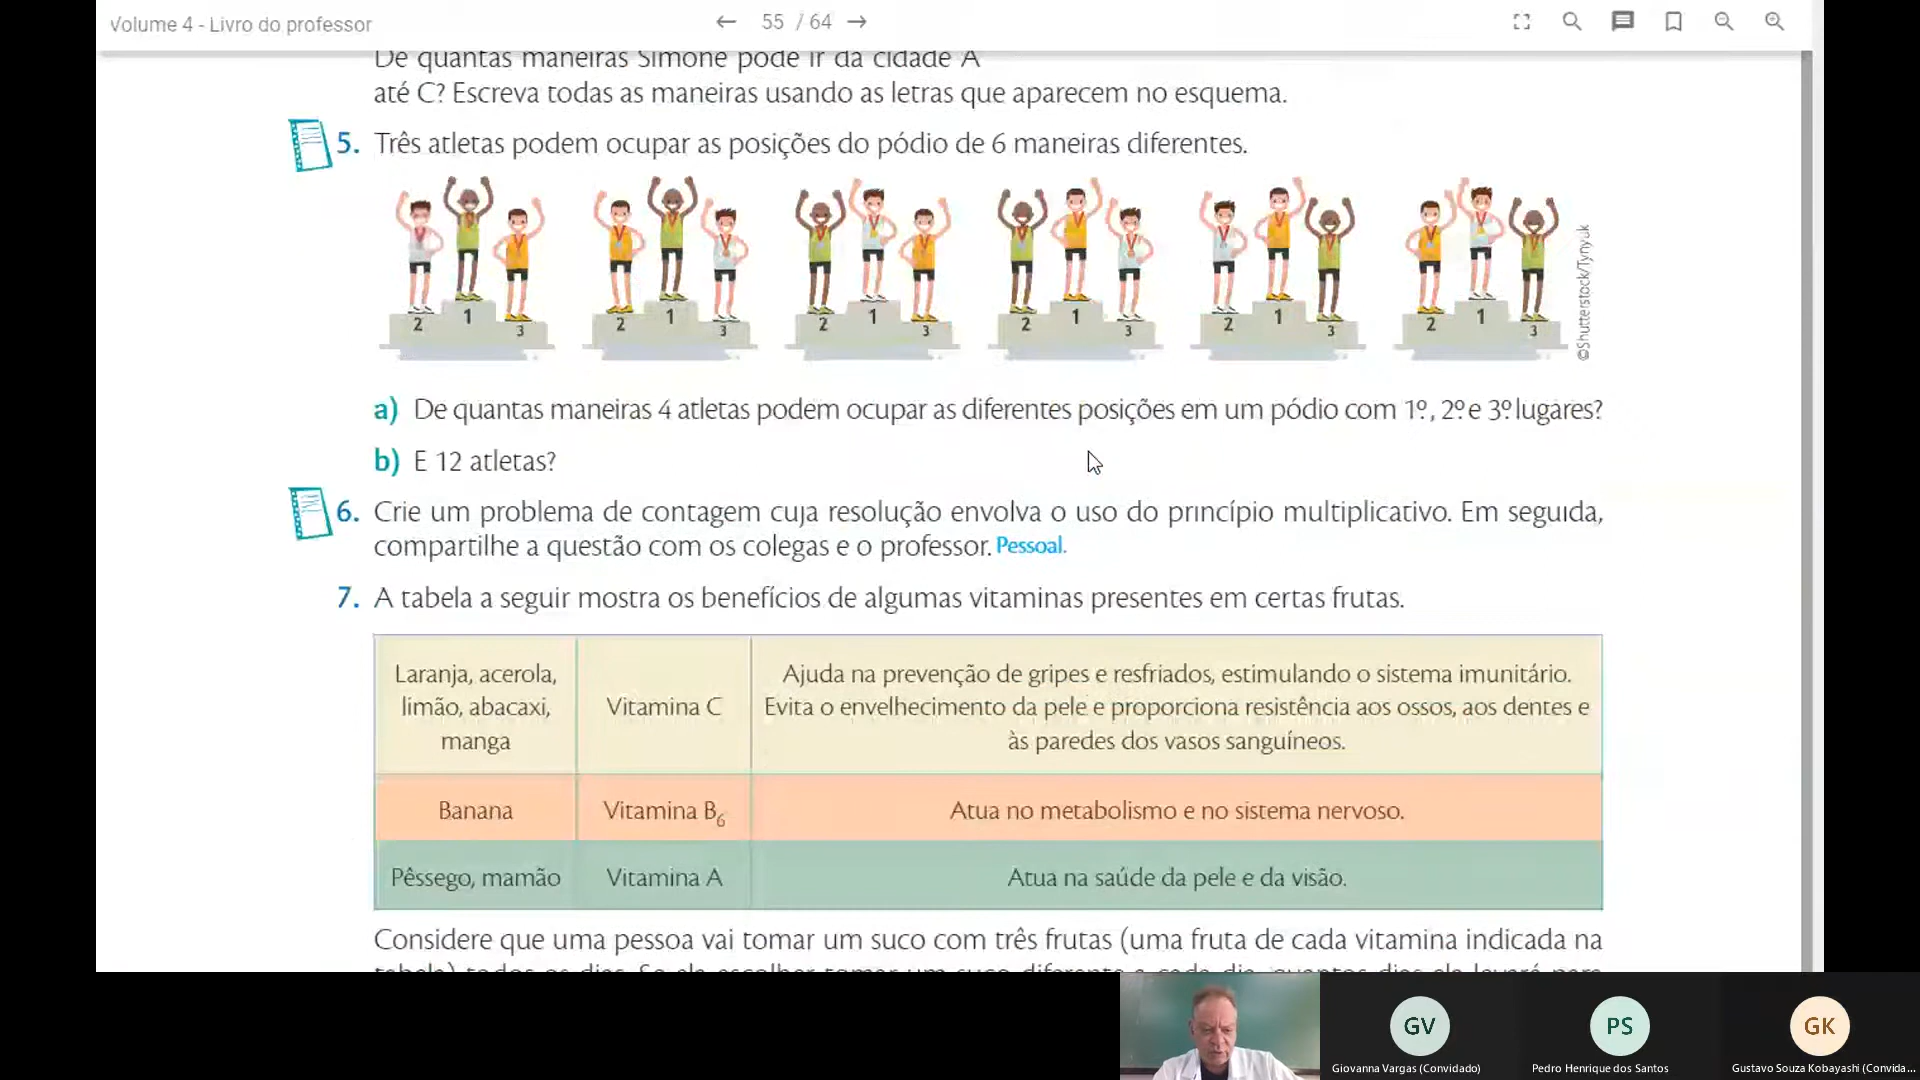 Volume 4 - Livro do professor
55 / 64
De quantas maneiras Simone pode ir da cidade A
até C? Escreva todas as maneiras usando as letras que aparecem no esquema.
5. Três atletas podem ocupar as posições do pódio de 6 maneiras diferentes.
2 1 3 2 1 3 2 1 3 2 1 3 2 1 3 2 1 3
©Shutterstock/Tynyuk
a) De quantas maneiras 4 atletas podem ocupar as diferentes posições em um pódio com 1º, 2º e 3º lugares?
b) E 12 atletas?
6. Crie um problema de contagem cuja resolução envolva o uso do princípio multiplicativo. Em seguida,
compartilhe a questão com os colegas e o professor. Pessoal.
7. A tabela a seguir mostra os benefícios de algumas vitaminas presentes em certas frutas.
Laranja, acerola,
limão, abacaxi,
manga
Vitamina C
Ajuda na prevenção de gripes e resfriados, estimulando o sistema imunitário.
Evita o envelhecimento da pele e proporciona resistência aos ossos, aos dentes e
às paredes dos vasos sanguíneos.
Banana
Vitamina B6
Atua no metabolismo e no sistema nervoso.
Pêssego, mamão
Vitamina A
Atua na saúde da pele e da visão.
Considere que uma pessoa vai tomar um suco com três frutas (uma fruta de cada vitamina indicada na
GV
Giovanna Vargas (Convidado)
PS
Pedro Henrique dos Santos
GK
Gustavo Souza Kobayashi (Convida...